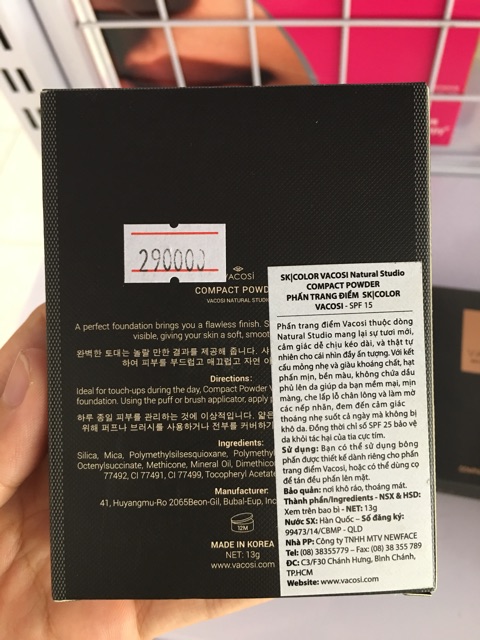 290000
VACOSI
COMPACT
VACOSI NATURAL
A perfect foundation brings you a flawless finish.
visible, giving your skin a soft,
완벽한 토대는 놀랄 만한 결과를 제공해 줍니다.
하여 피부를 부드럽고 매끄럽고 자연
Directions:
Ideal for touch-ups during the day, Compact Powder
foundation. Using the puff or brush applicator, apply
하루 종일 피부를 관리하는 것에 이상적입니다.
위해 퍼프나 브러시를 사용하거나 전부를
Ingredients:
Silica, Mica, Polymethylsilsesquioxane,
Octenylsuccinate, Methicone, Mineral Oil,
77492, CI 77491, CI 77499, Tocopheryl
Manufacturer:
41, Huyangmu-Ro 2065Beon-Gil, Bubal-Eup,
12M
MADE IN KOREA
NET: 13g
www.vacosi.com
SK|COLOR VACOSI Natural Studio
COMPACT POWDER
PHẤN TRANG ĐIỂM SK|COLOR
VACOSI - SPF 15
Phấn trang điểm Vacosi thuộc dòng
Natural Studio mang lại sự tươi mới,
cảm giác dễ chịu kéo dài, và thật tự
nhiên cho cái nhìn đầy ấn tượng. Với kết
cấu mỏng nhẹ và giàu khoáng chất, hạt
phấn mịn, bền màu, không chứa dầu
phủ lên da giúp da bạn mềm mại, mịn
màng, che lấp lỗ chân lông và làm mờ
các nếp nhăn, đem đến cảm giác
thoáng nhẹ suốt cả ngày mà không bị
khô da. Đồng thời chỉ số SPF 25 bảo vệ
da khỏi tác hại của tia cực tím.
Sử dụng: Bạn có thể sử dụng bông
phấn được thiết kế dành riêng cho phấn
trang điểm Vacosi, hoặc có thể dùng cọ
để tán đều phấn lên mặt.
Bảo quản: nơi khô ráo, thoáng mát.
Thành phần/Ingredients - NSX & HSD:
Xem trên bao bì - NET: 13g
Nước SX: Hàn Quốc – Số đăng ký:
99473/14/CBMP - QLD
Nhà PP: Công ty TNHH MTV NEWFACE
Tel: (08) 38355779 – Fax: (08) 38 355 789
ĐC: C3/F30 Chánh Hưng, Bình Chánh,
TP.HCM
Website: www.vacosi.com